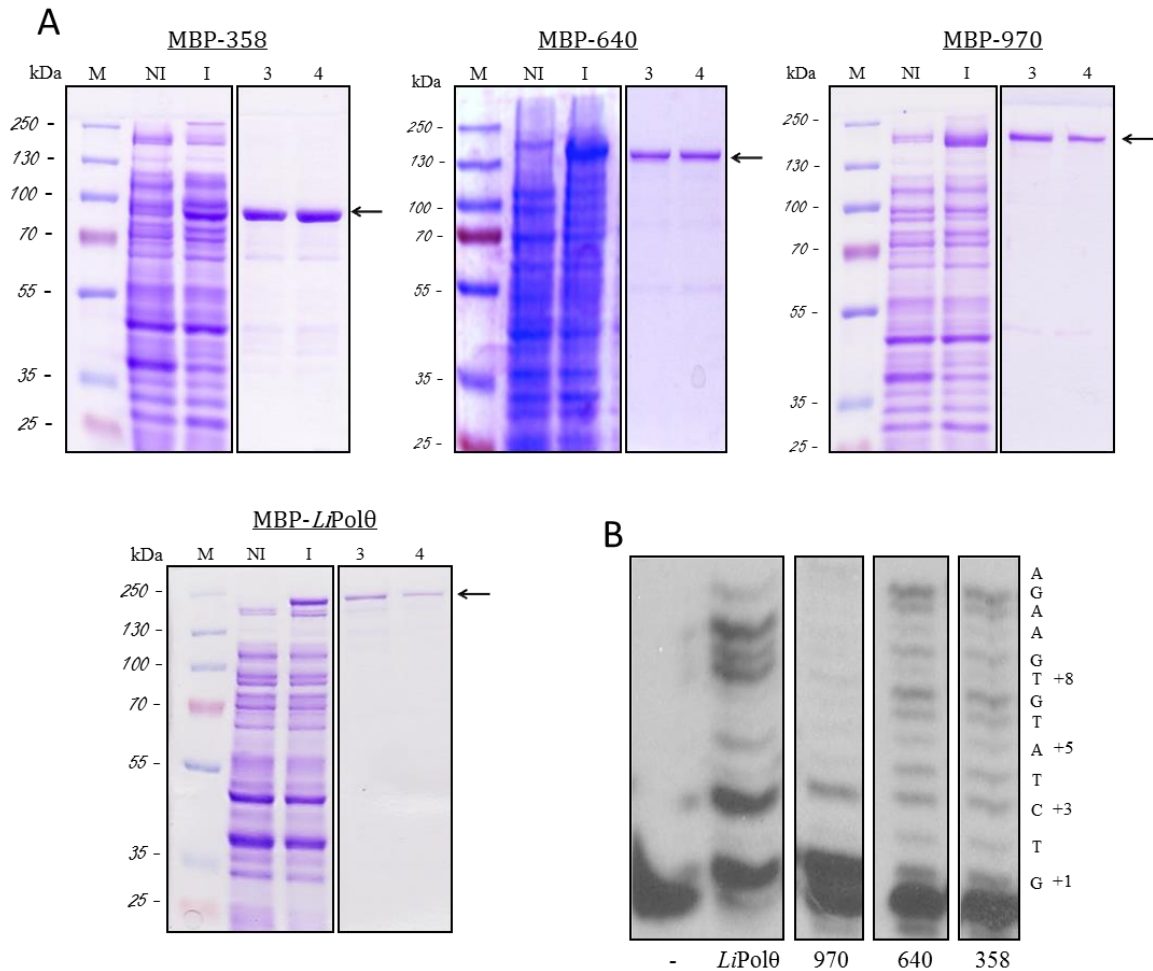 A
MBP-358
kDa M NI I 3 4
250 -
130 -
100 -
70 -
55 -
35 -
25 -
MBP-640
kDa M NI I 3 4
250 -
130 -
100 -
70 -
55 -
35 -
25 -
MBP-970
kDa M NI I 3 4
250 -
130 -
100 -
70 -
55 -
35 -
25 -
MBP-LiPolθ
kDa M NI I 3 4
250 -
130 -
100 -
70 -
55 -
35 -
25 -
B
A
G
A
A
G
T +8
G
T
A +5
T
C +3
T
G +1
- LiPolθ 970 640 358